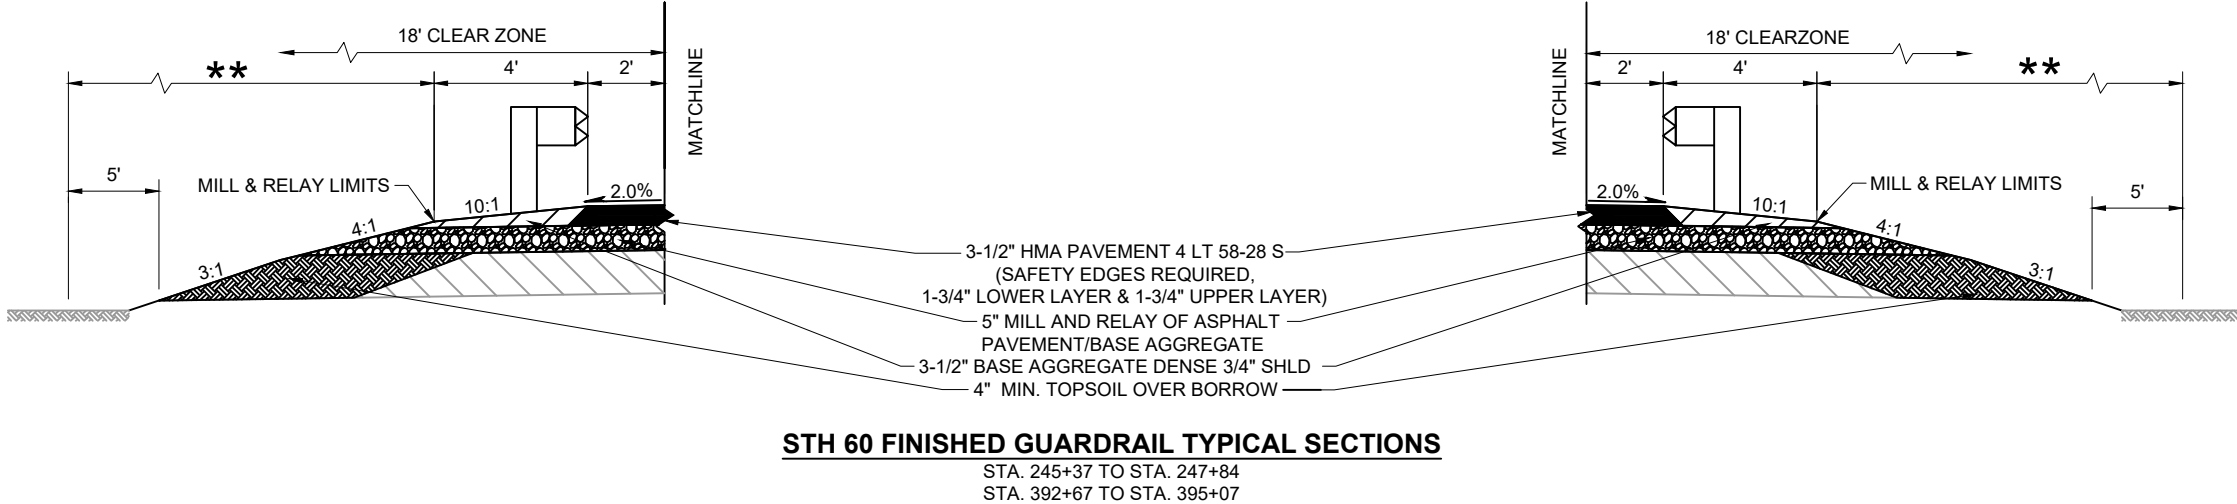 18' CLEAR ZONE
**
4'
2'
MATCHLINE
5'
MILL & RELAY LIMITS
2.0%
10:1
4:1
3:1
18' CLEARZONE
2'
4'
**
MATCHLINE
2.0%
MILL & RELAY LIMITS
5'
10:1
4:1
3:1
3-1/2" HMA PAVEMENT 4 LT 58-28 S
(SAFETY EDGES REQUIRED,
1-3/4" LOWER LAYER & 1-3/4" UPPER LAYER)
5" MILL AND RELAY OF ASPHALT
PAVEMENT/BASE AGGREGATE
3-1/2" BASE AGGREGATE DENSE 3/4" SHLD
4" MIN. TOPSOIL OVER BORROW
STH 60 FINISHED GUARDRAIL TYPICAL SECTIONS
STA. 245+37 TO STA. 247+84
STA. 392+67 TO STA. 395+07